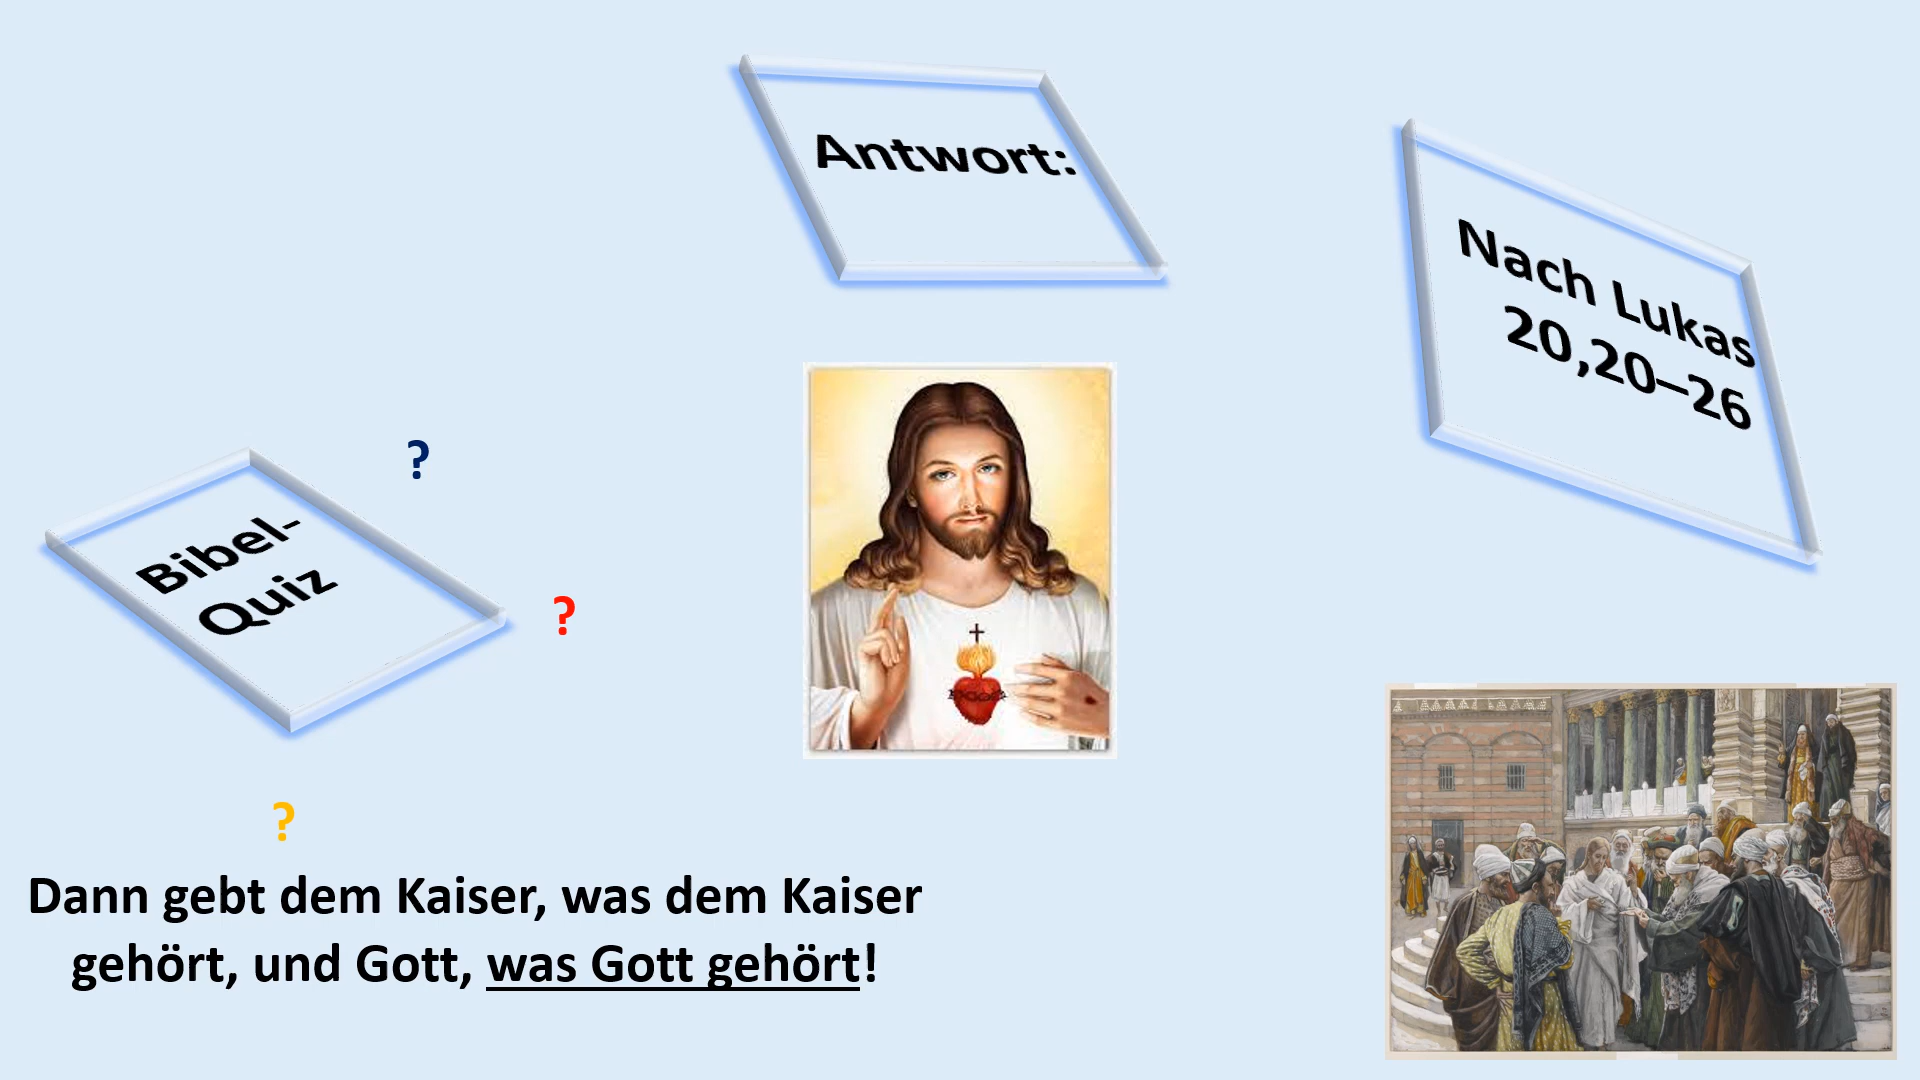 Antwort:
Nach Lukas
20,20–26
?
Bibel-
Quiz
?
?
Dann gebt dem Kaiser, was dem Kaiser
gehört, und Gott, was Gott gehört!